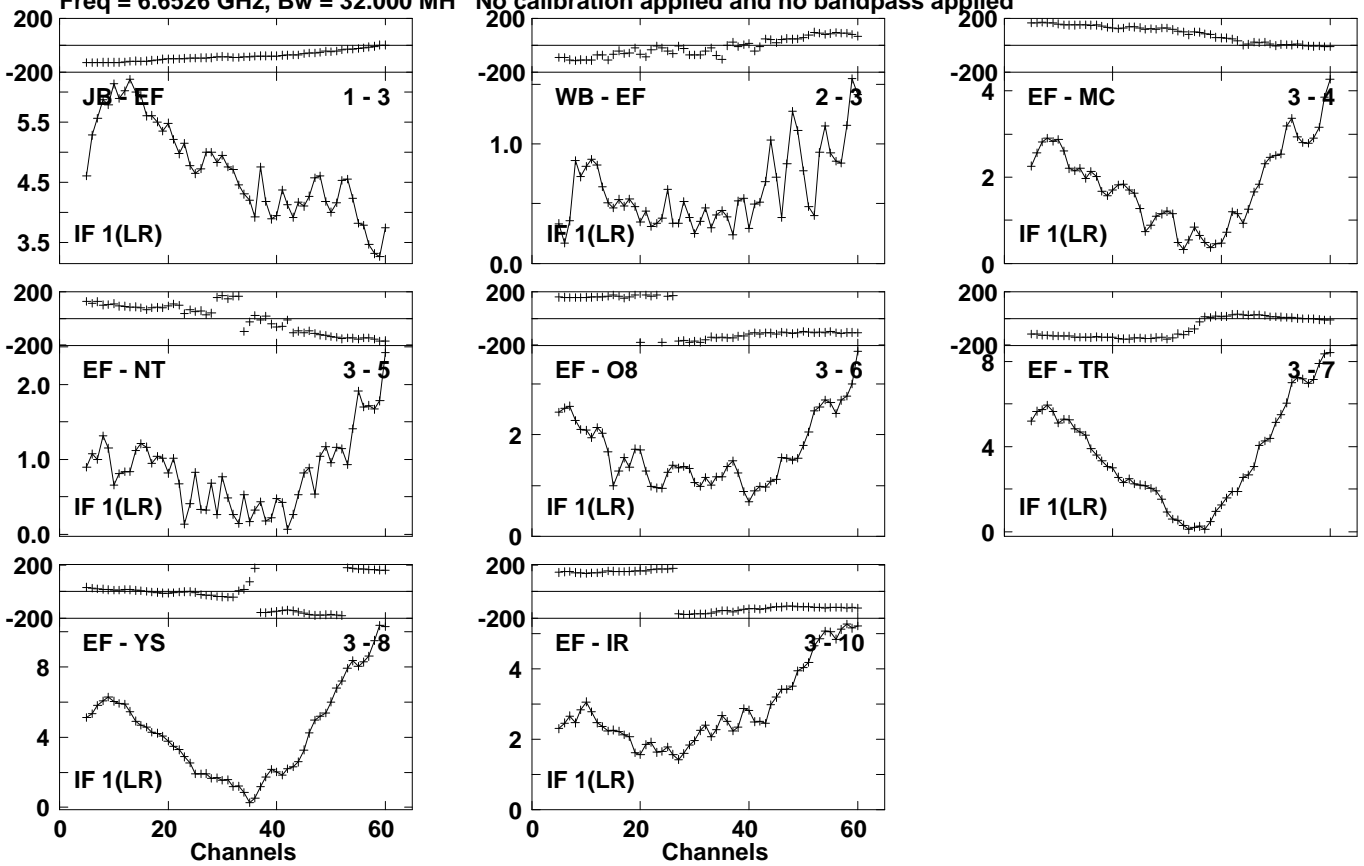 Freq = 6.6526 GHz, Bw = 32.000 MH   No calibration applied and no bandpass applied
200
-200
JB - EF 1 - 3
5.5
4.5
3.5
IF 1(LR)
WB - EF 2 - 3
1.0
0.0
IF 1(LR)
200
-200
EF - MC 3 - 4
4
2
0
IF 1(LR)
200
-200
EF - NT 3 - 5
2.0
1.0
0.0
IF 1(LR)
200
-200
EF - O8 3 - 6
2
0
IF 1(LR)
200
-200
EF - TR 3 - 7
8
4
0
IF 1(LR)
200
-200
EF - YS 3 - 8
8
4
0
IF 1(LR)
0 20 40 60
Channels
200
-200
EF - IR 3 - 10
4
2
0
IF 1(LR)
0 20 40 60
Channels